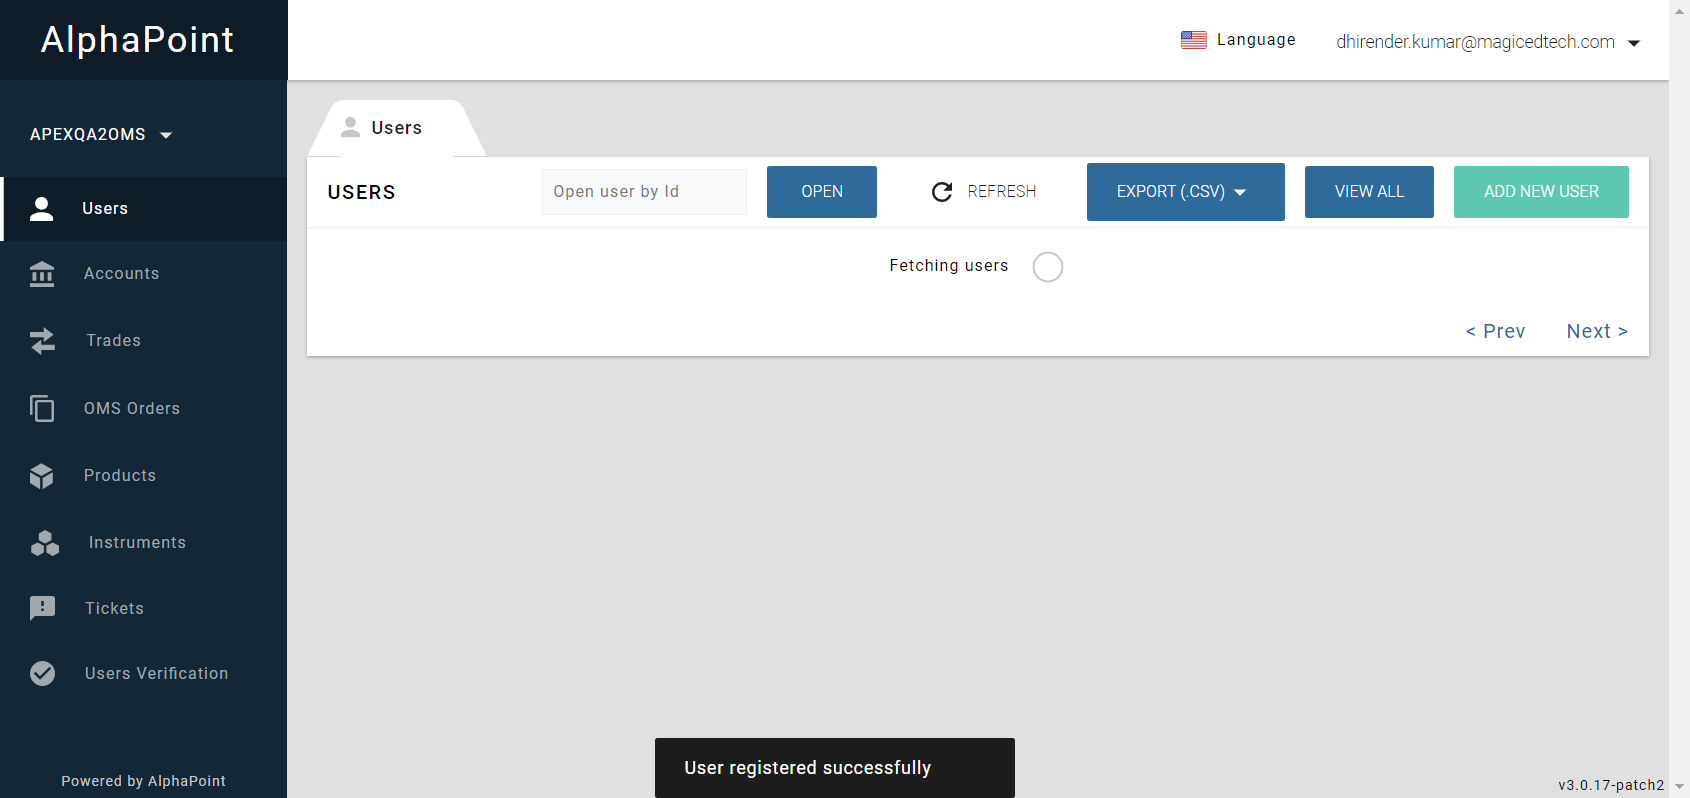 AlphaPoint
Language
dhirender.kumar@magicedtech.com
APEXQA2OMS
Users
Accounts
Trades
OMS Orders
Products
Instruments
Tickets
Users Verification
Powered by AlphaPoint
Users
USERS
Open user by Id
OPEN
REFRESH
EXPORT (.CSV)
VIEW ALL
ADD NEW USER
Fetching users
< Prev
Next >
User registered successfully
v3.0.17-patch2